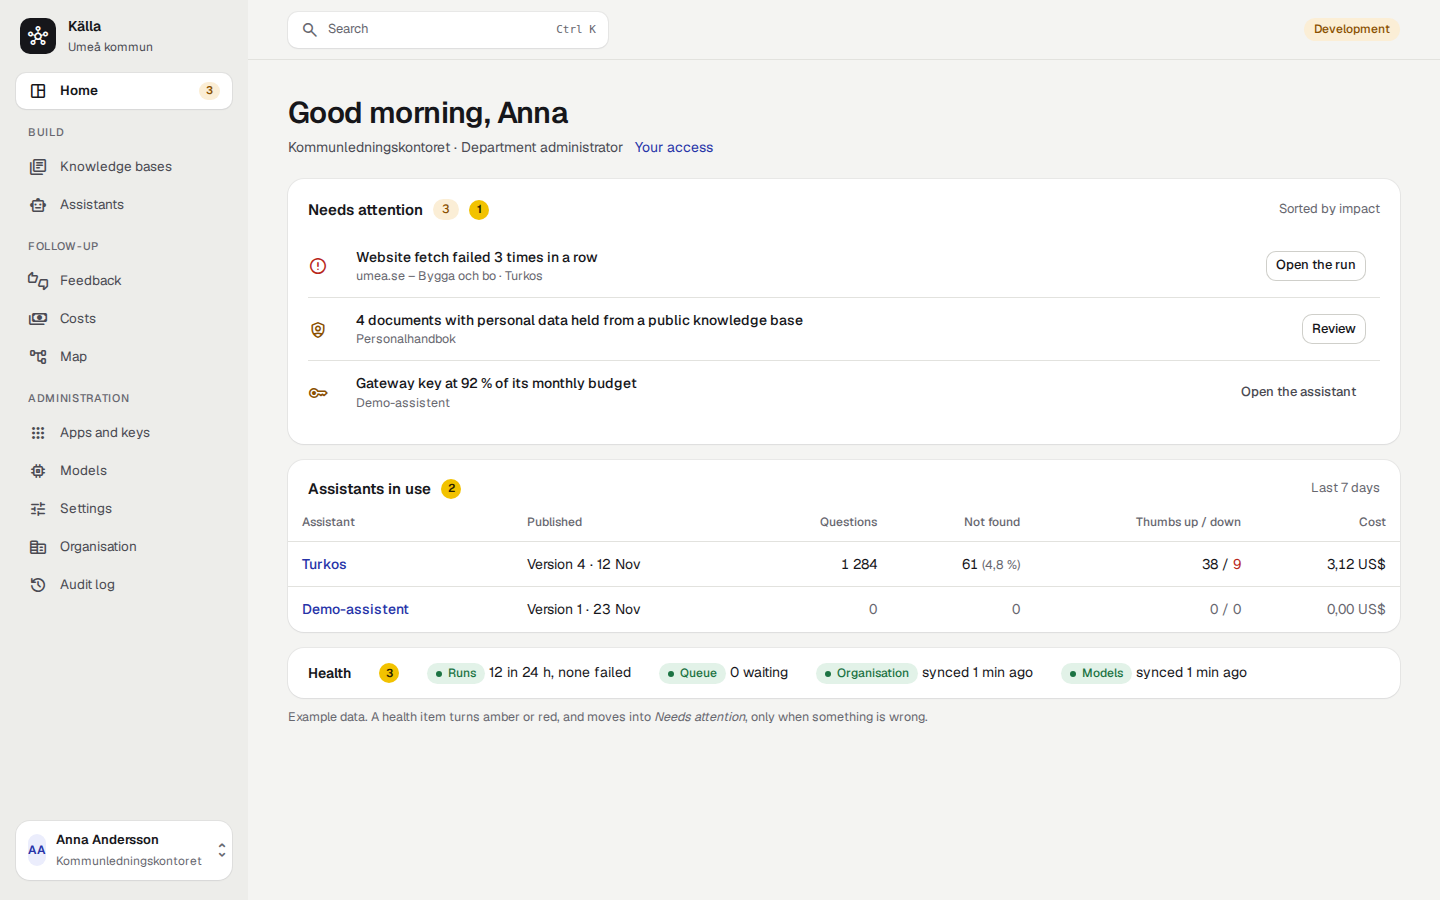 Källa
Umeå kommun
Home 3
BUILD
Knowledge bases
Assistants
FOLLOW-UP
Feedback
Costs
Map
ADMINISTRATION
Apps and keys
Models
Settings
Organisation
Audit log
AA
Anna Andersson
Kommunledningskontoret
Search Ctrl K
Development
Good morning, Anna
Kommunledningskontoret · Department administrator Your access
Needs attention 3 1 Sorted by impact
Website fetch failed 3 times in a row
umea.se – Bygga och bo · Turkos
Open the run
4 documents with personal data held from a public knowledge base
Personalhandbok
Review
Gateway key at 92 % of its monthly budget
Demo-assistent
Open the assistant
Assistants in use 2 Last 7 days
Assistant Published Questions Not found Thumbs up / down Cost
Turkos Version 4 · 12 Nov 1 284 61 (4,8 %) 38 / 9 3,12 US$
Demo-assistent Version 1 · 23 Nov 0 0 0 / 0 0,00 US$
Health 3 Runs 12 in 24 h, none failed Queue 0 waiting Organisation synced 1 min ago Models synced 1 min ago
Example data. A health item turns amber or red, and moves into Needs attention, only when something is wrong.